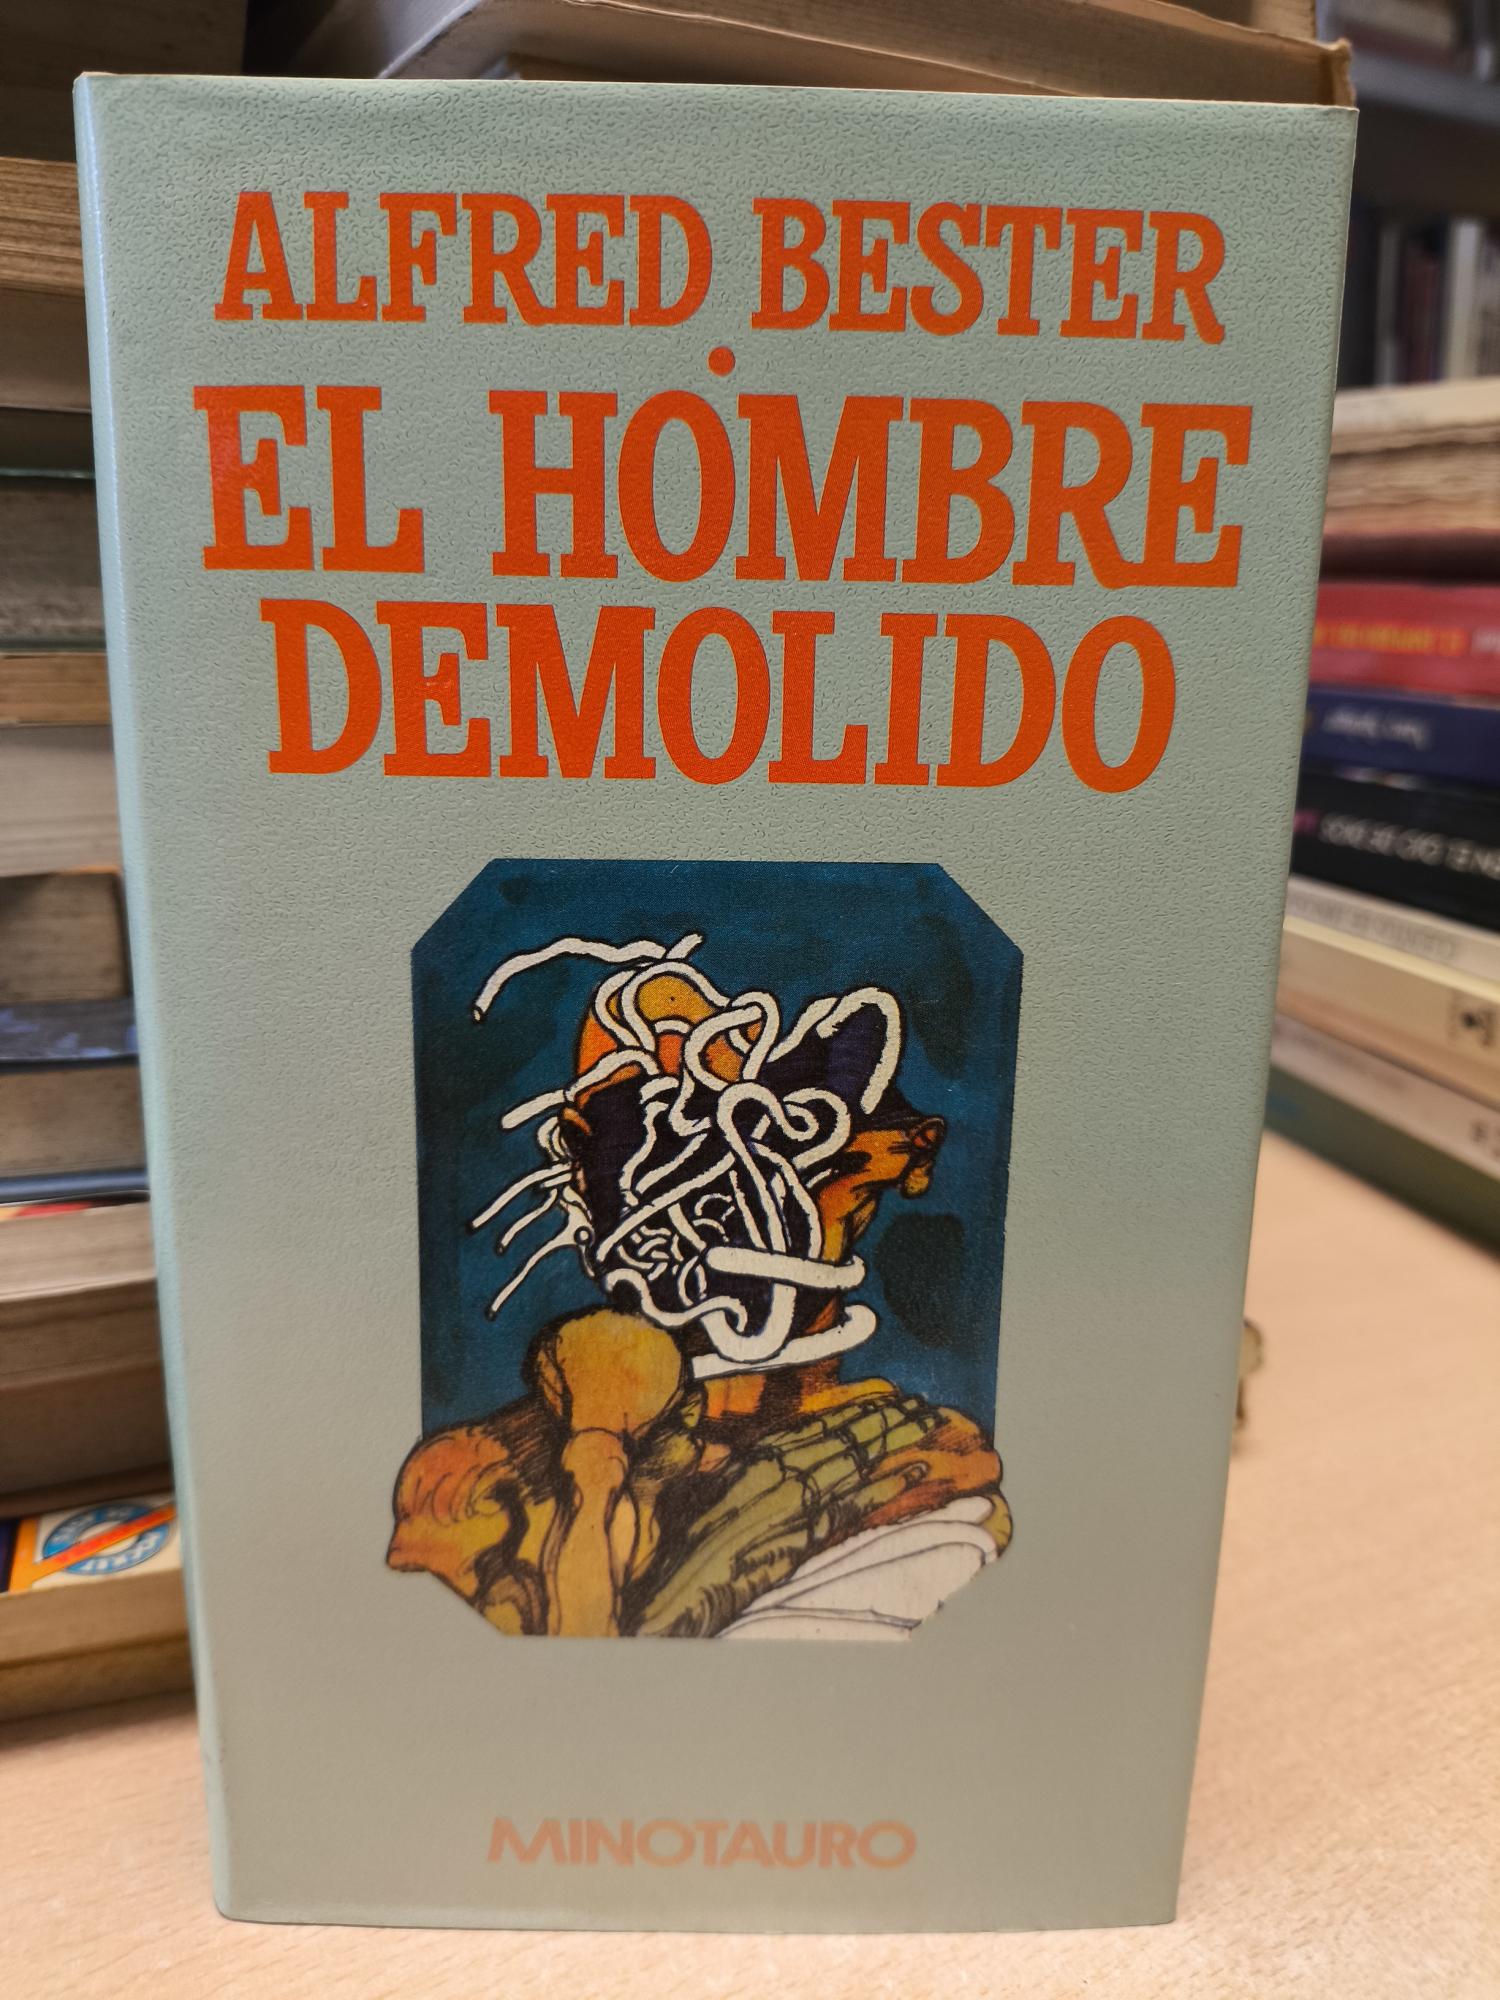 ALFRED BESTER
EL HOMBRE
DEMOLIDO
MINOTAURO